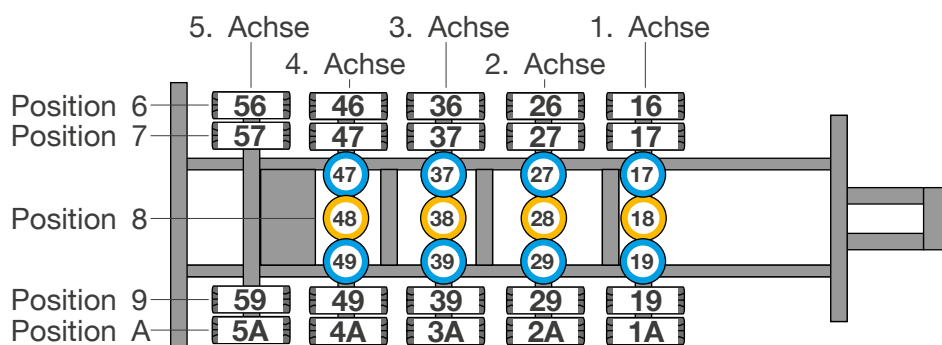 5. Achse 3. Achse 1. Achse
4. Achse 2. Achse
Position 6 56 46 36 26 16
Position 7 57 47 37 27 17
47 37 27 17
Position 8 48 38 28 18
49 39 29 19
Position 9 59 49 39 29 19
Position A 5A 4A 3A 2A 1A